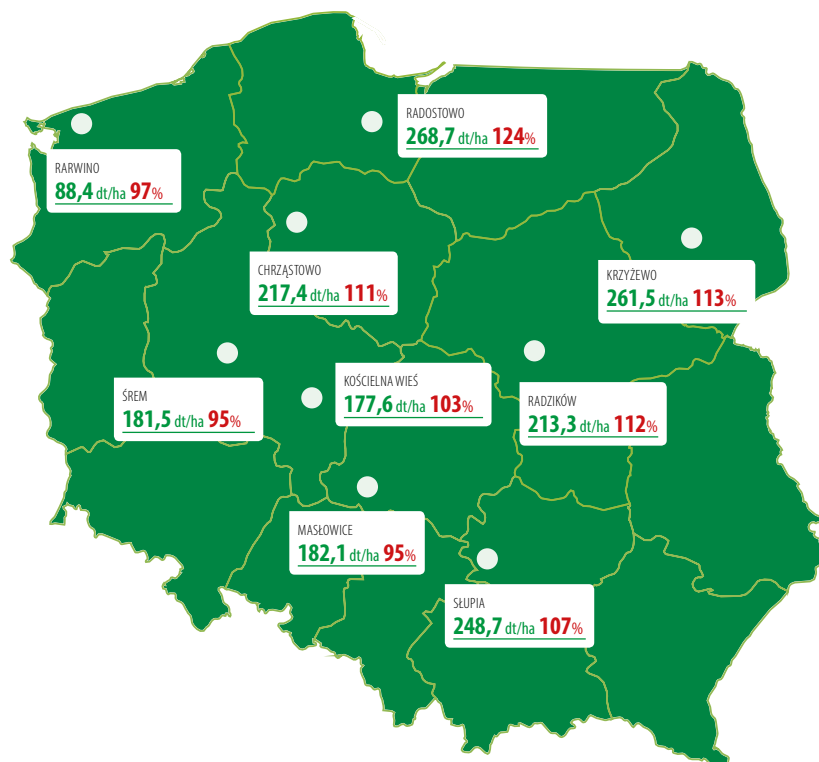 RADOSTOWO
268,7 dt/ha 124%
RARWINO
88,4 dt/ha 97%
CHRZĄSTOWO
217,4 dt/ha 111%
KRZYŻEWO
261,5 dt/ha 113%
ŚREM
181,5 dt/ha 95%
KOŚCIELNA WIEŚ
177,6 dt/ha 103%
RADZIKÓW
213,3 dt/ha 112%
MASŁOWICE
182,1 dt/ha 95%
SŁUPIA
248,7 dt/ha 107%